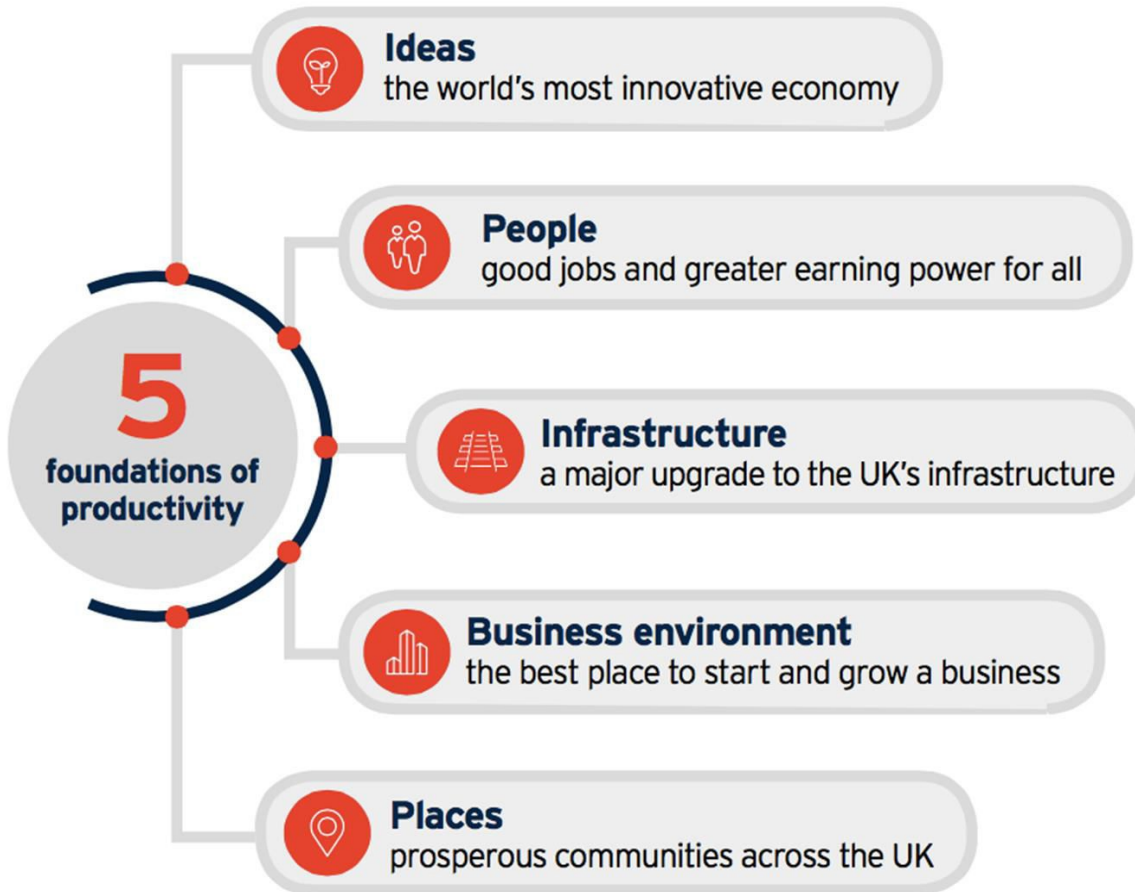 Ideas
the world's most innovative economy
People
good jobs and greater earning power for all
5
foundations of
productivity
Infrastructure
a major upgrade to the UK's infrastructure
Business environment
the best place to start and grow a business
Places
prosperous communities across the UK